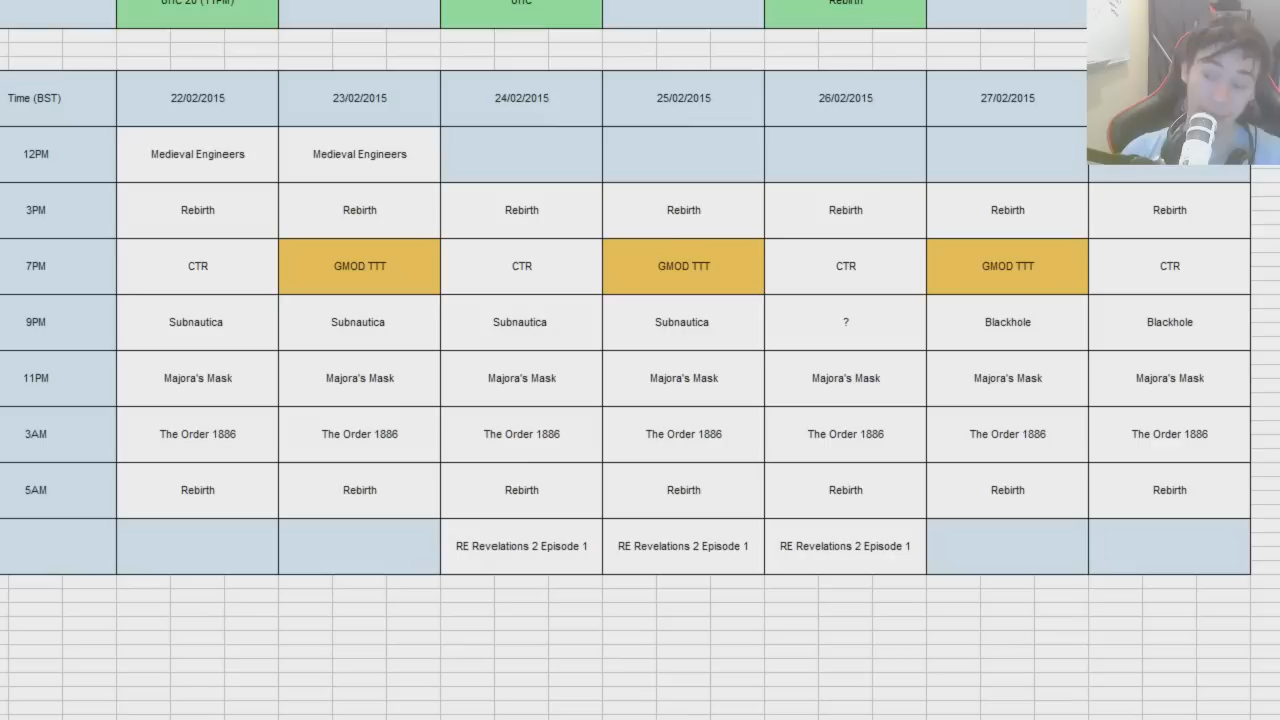 UHC 20 (11PM) UHC Rebirth
Time (BST) 22/02/2015 23/02/2015 24/02/2015 25/02/2015 26/02/2015 27/02/2015
12PM Medieval Engineers Medieval Engineers
3PM Rebirth Rebirth Rebirth Rebirth Rebirth Rebirth Rebirth
7PM CTR GMOD TTT CTR GMOD TTT CTR GMOD TTT CTR
9PM Subnautica Subnautica Subnautica Subnautica ? Blackhole Blackhole
11PM Majora's Mask Majora's Mask Majora's Mask Majora's Mask Majora's Mask Majora's Mask Majora's Mask
3AM The Order 1886 The Order 1886 The Order 1886 The Order 1886 The Order 1886 The Order 1886 The Order 1886
5AM Rebirth Rebirth Rebirth Rebirth Rebirth Rebirth Rebirth
RE Revelations 2 Episode 1 RE Revelations 2 Episode 1 RE Revelations 2 Episode 1